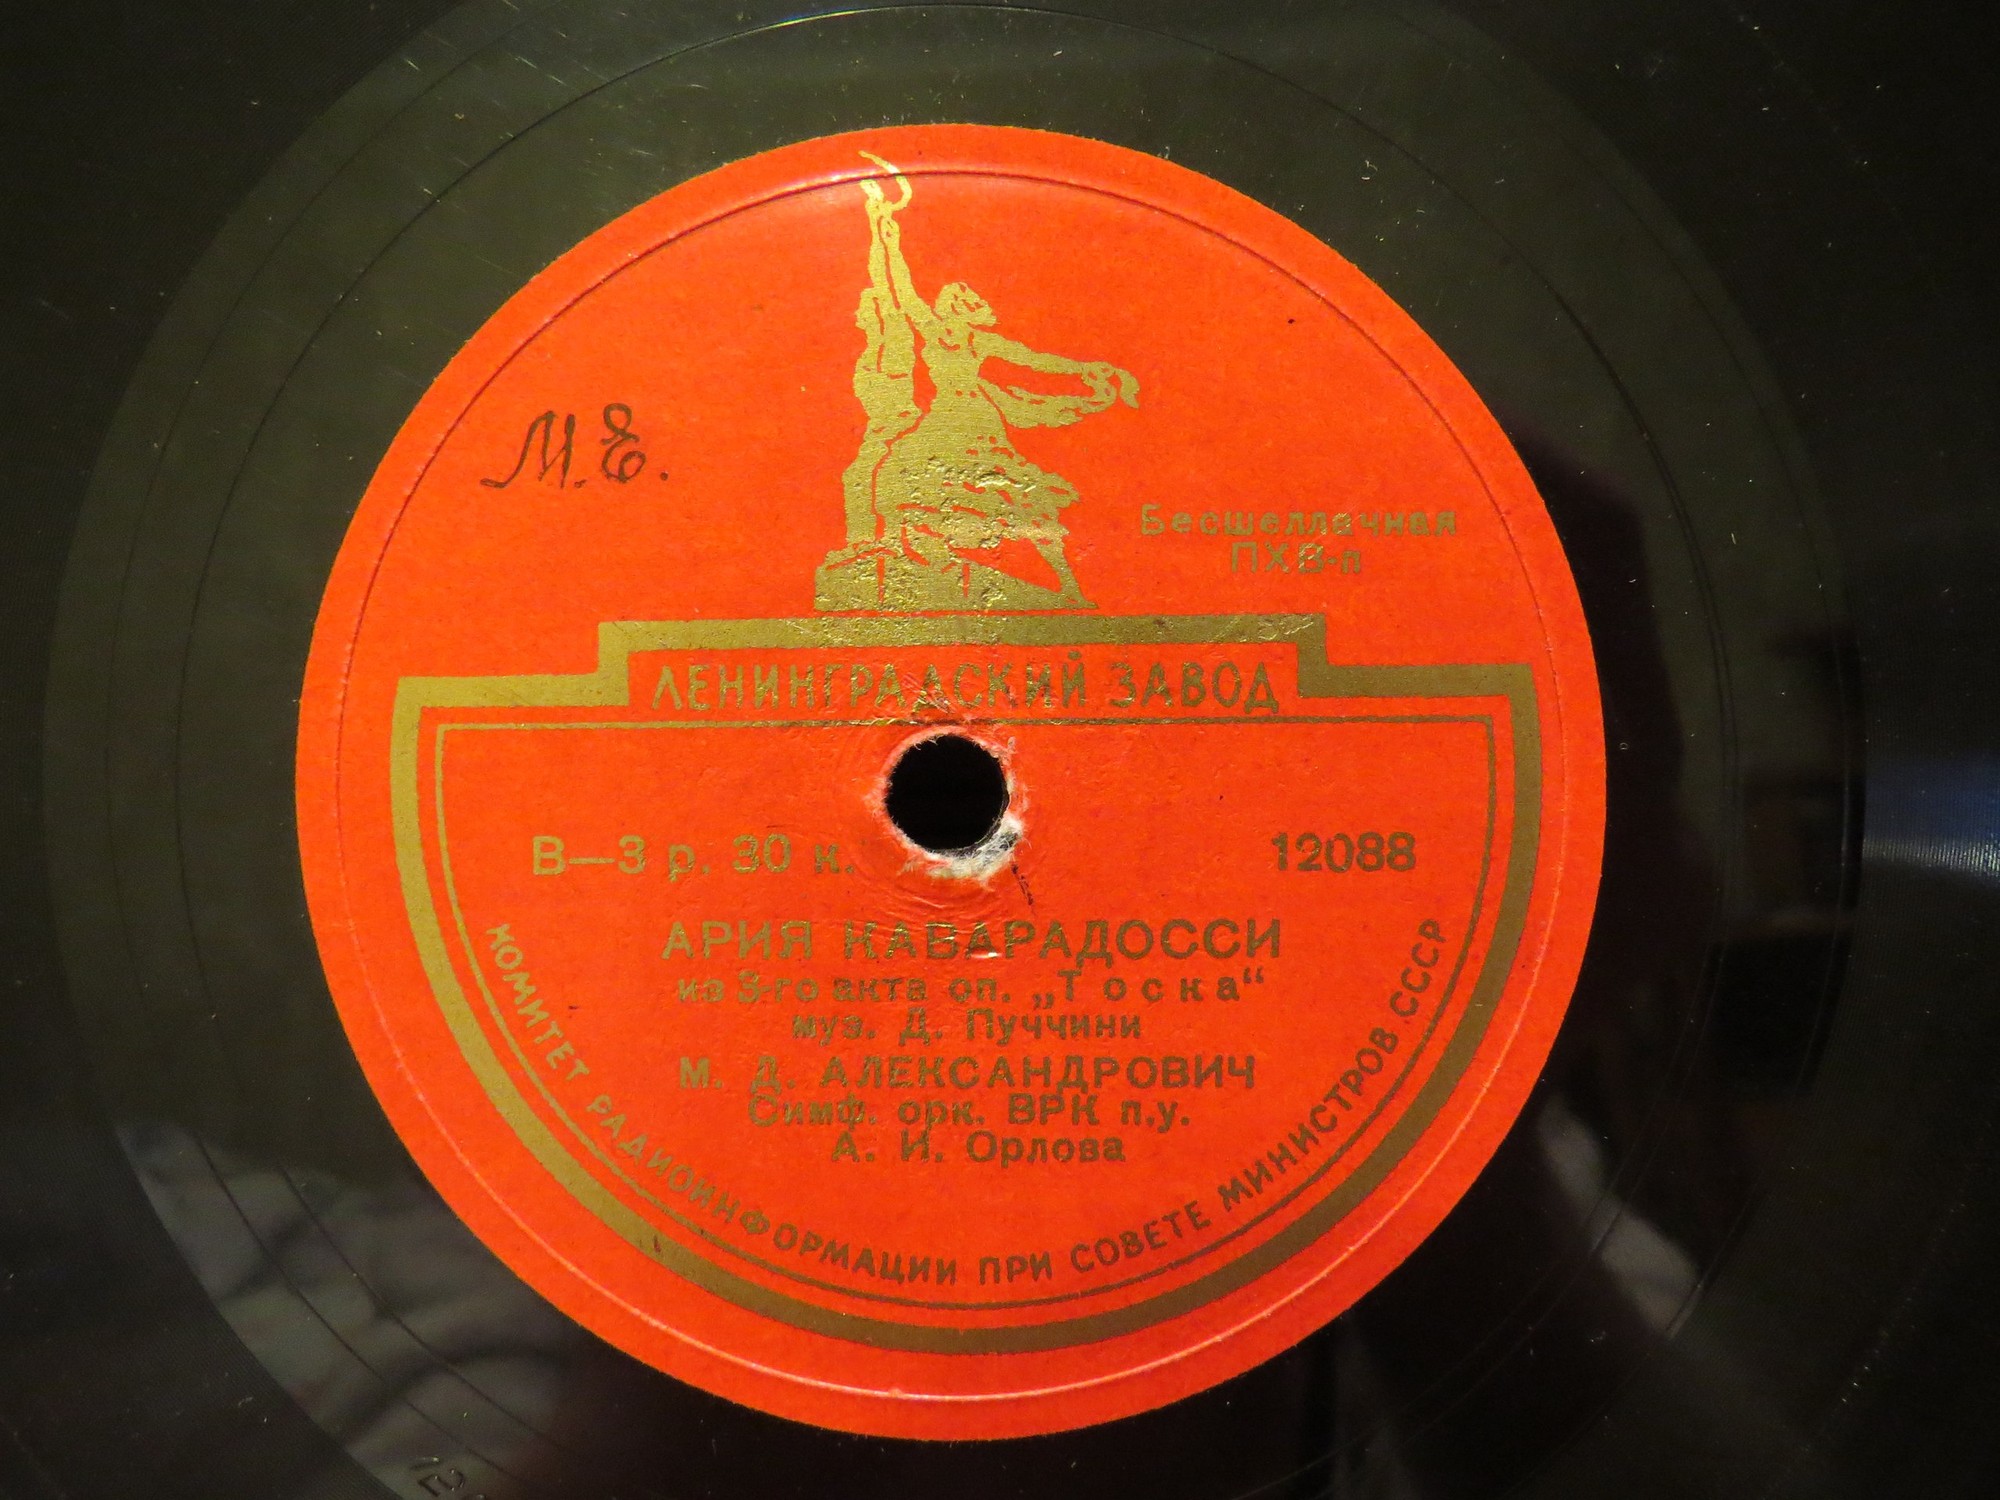 М.Е.
Бесшеллачная
ПХВ-п
ЛЕНИНГРАДСКИЙ ЗАВОД
В—3 р. 30 к.
12088
АРИЯ КАВАРАДОССИ
из 3-го акта оп. „Тоска“
муз. Д. Пуччини
М. Д. АЛЕКСАНДРОВИЧ
Симф. орк. ВРК п.у.
А. И. Орлова
КОМИТЕТ РАДИОИНФОРМАЦИИ ПРИ СОВЕТЕ МИНИСТРОВ СССР